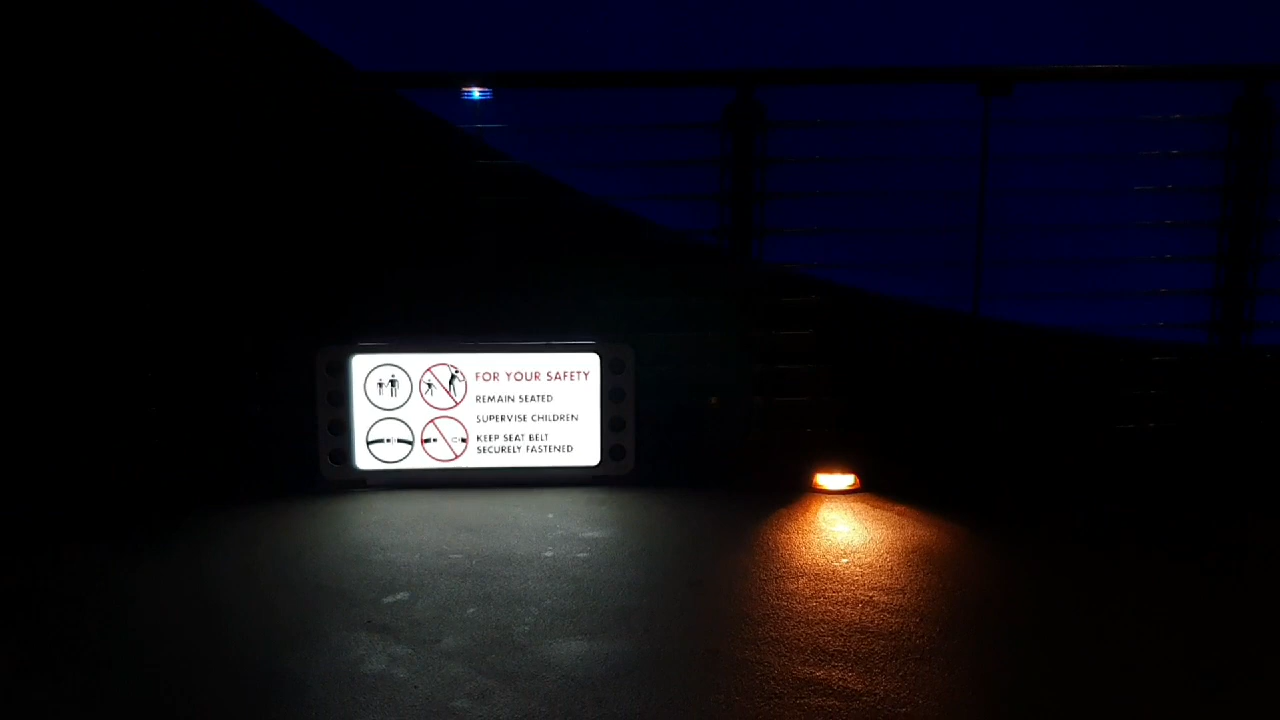 FOR YOUR SAFETY
REMAIN SEATED
SUPERVISE CHILDREN
KEEP SEAT BELT
SECURELY FASTENED